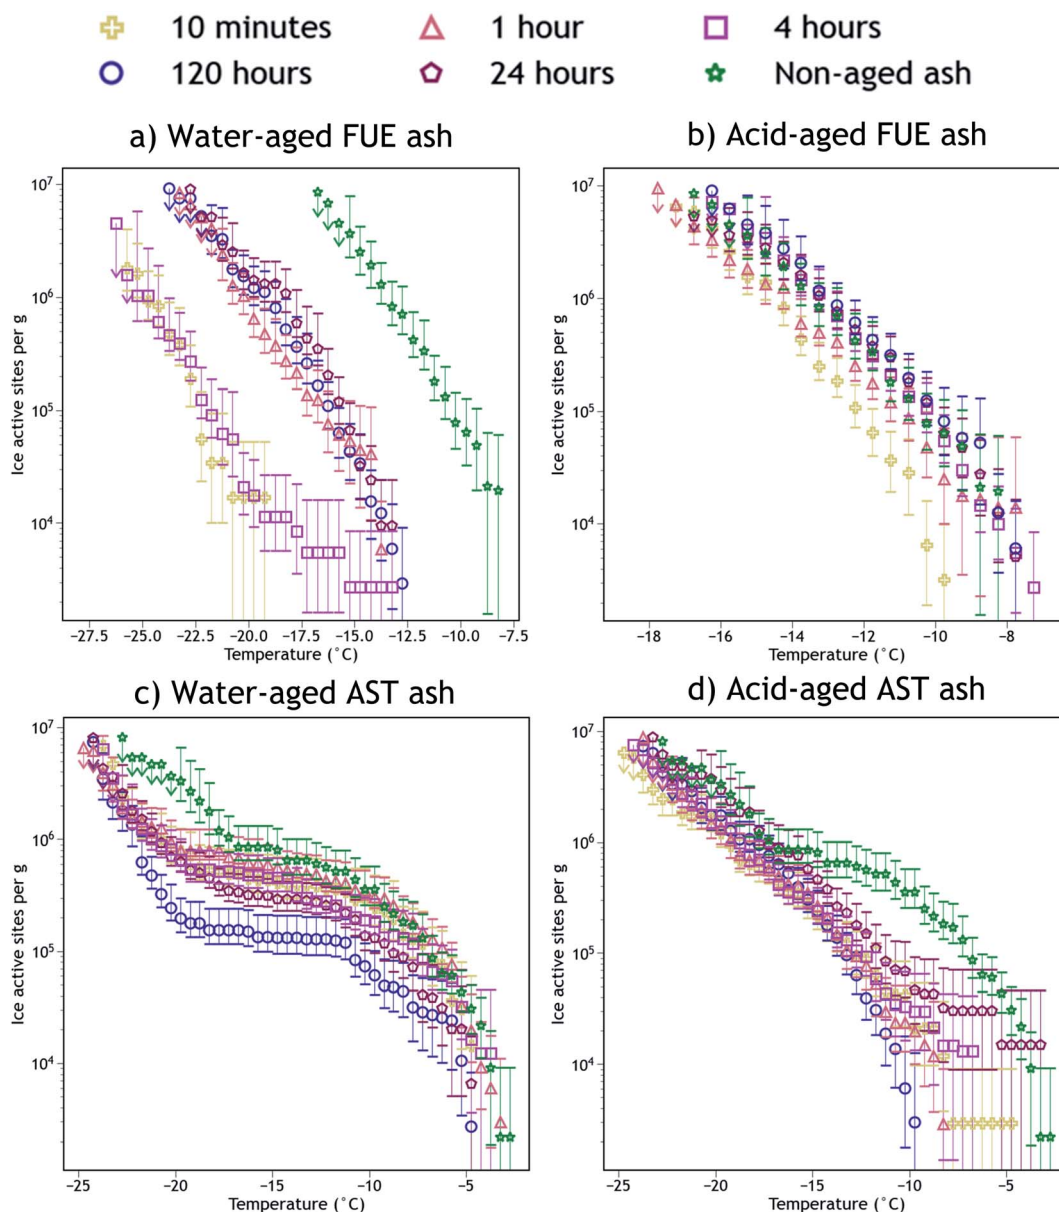 10 minutes 1 hour 4 hours
120 hours 24 hours Non-aged ash
a) Water-aged FUE ash b) Acid-aged FUE ash
Ice active sites per g
10⁷
10⁶
10⁵
10⁴
−27.5 −25.0 −22.5 −20.0 −17.5 −15.0 −12.5 −10.0 −7.5
Temperature (˚C)
Ice active sites per g
10⁷
10⁶
10⁵
10⁴
−18 −16 −14 −12 −10 −8
Temperature (˚C)
c) Water-aged AST ash d) Acid-aged AST ash
Ice active sites per g
10⁷
10⁶
10⁵
10⁴
−25 −20 −15 −10 −5
Temperature (˚C)
Ice active sites per g
10⁷
10⁶
10⁵
10⁴
−25 −20 −15 −10 −5
Temperature (˚C)